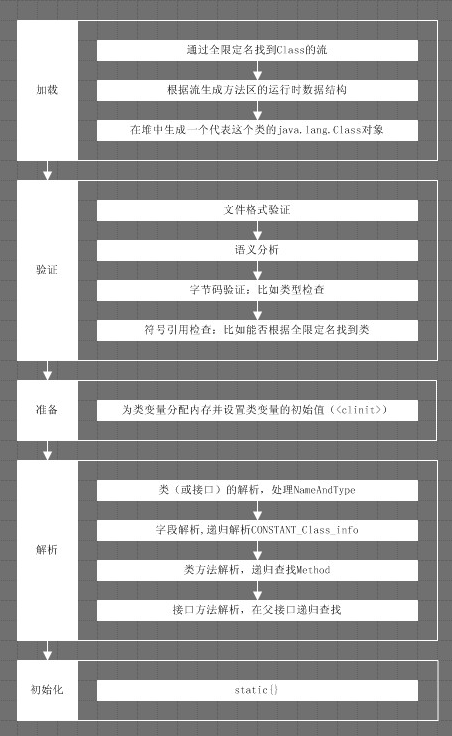 加载
通过全限定名找到Class的流
根据流生成方法区的运行时数据结构
在堆中生成一个代表这个类的java.lang.Class对象
验证
文件格式验证
语义分析
字节码验证：比如类型检查
符号引用检查：比如能否根据全限定名找到类
准备
为类变量分配内存并设置类变量的初始值（<clinit>）
解析
类（或接口）的解析，处理NameAndType
字段解析,递归解析CONSTANT_Class_info
类方法解析，递归查找Method
接口方法解析，在父接口递归查找
初始化
static{}